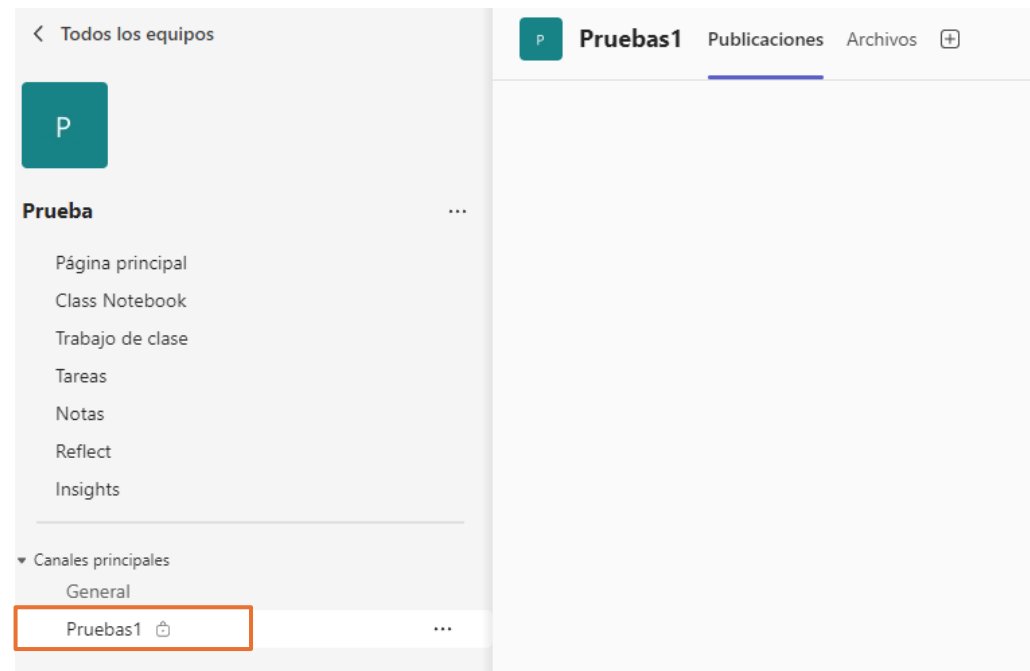 Todos los equipos
P
Prueba
Página principal
Class Notebook
Trabajo de clase
Tareas
Notas
Reflect
Insights
Canales principales
General
Pruebas1
P Pruebas1 Publicaciones Archivos